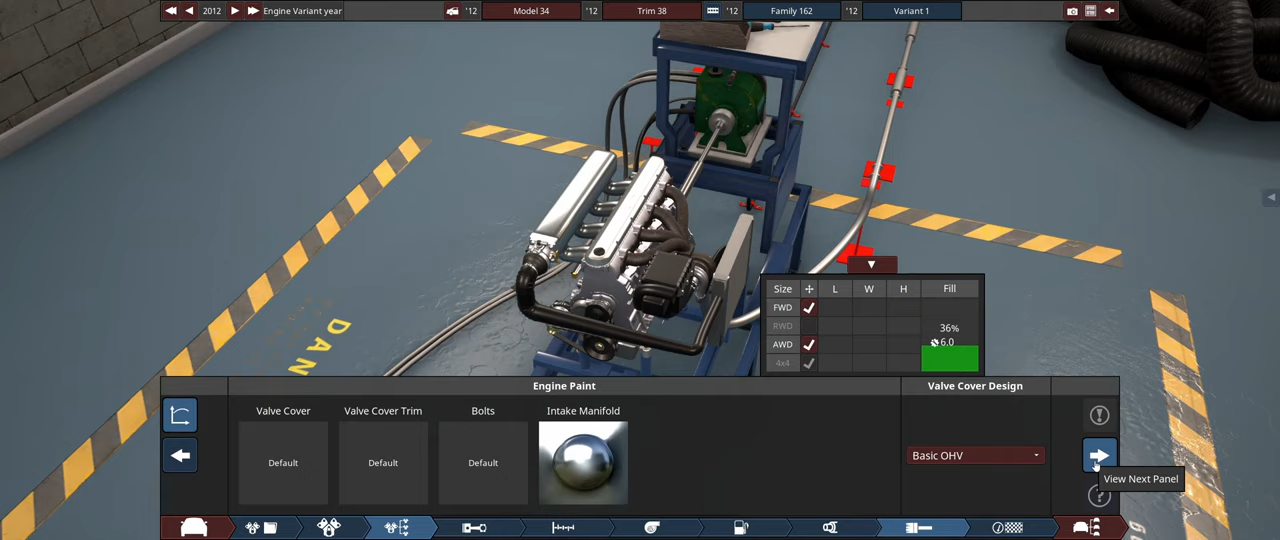 2012 Engine Variant year '12 Model 34 '12 Trim 38 '12 Family 162 '12 Variant 1
DAN
Size L W H Fill
FWD
RWD
AWD
4x4
36%
6.0
Engine Paint
Valve Cover Design
Valve Cover Valve Cover Trim Bolts Intake Manifold
Default Default Default
Basic OHV
View Next Panel
?